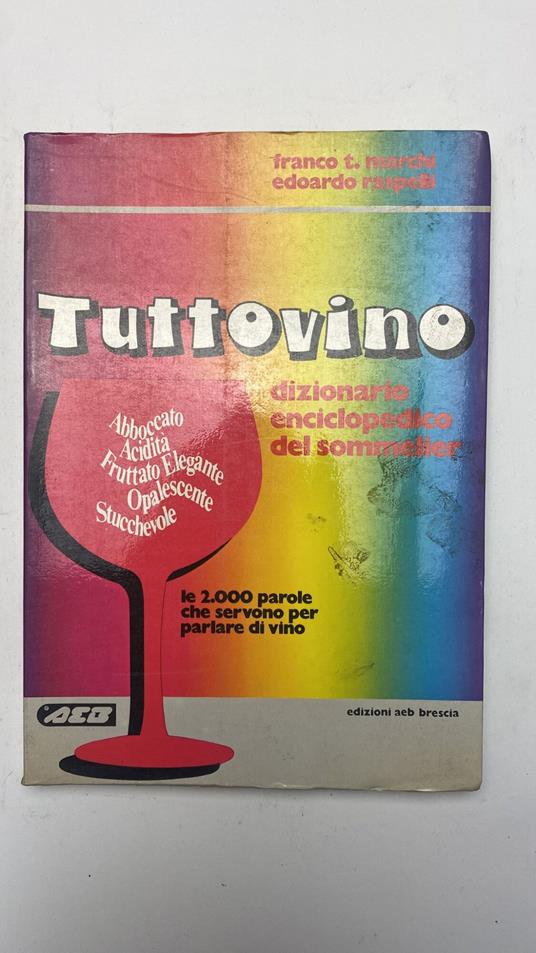 franco t. marchi
edoardo raspelli
Tuttovino
dizionario
enciclopedico
del sommelier
Abboccato
Acidità
Fruttato Elegante
Opalescente
Stucchevole
le 2.000 parole
che servono per
parlare di vino
AEB
edizioni aeb brescia